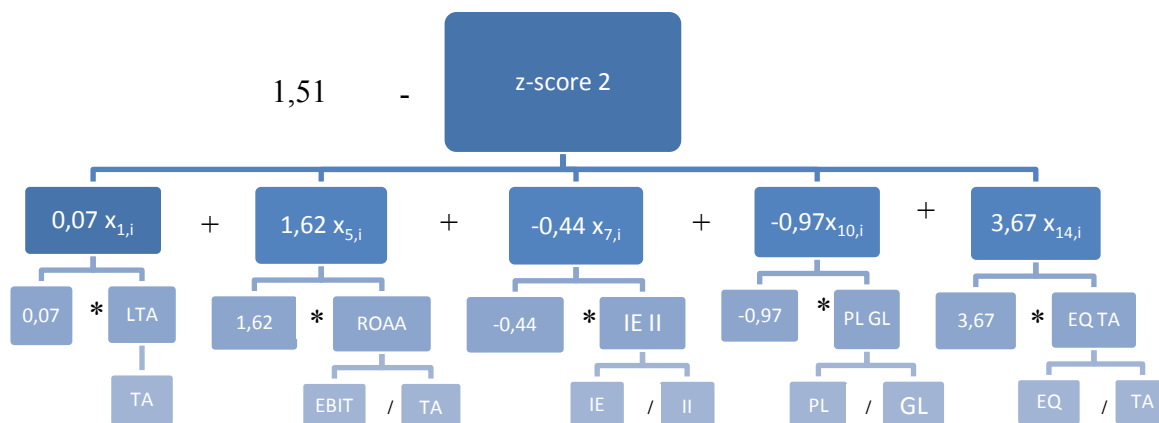 z-score 2
1,51 -
0,07 x1,i + 1,62 x5,i + -0,44 x7,i + -0,97x10,i + 3,67 x14,i
0,07 * LTA 1,62 * ROAA -0,44 * IE II -0,97 * PL GL 3,67 * EQ TA
TA EBIT / TA IE / II PL / GL EQ / TA